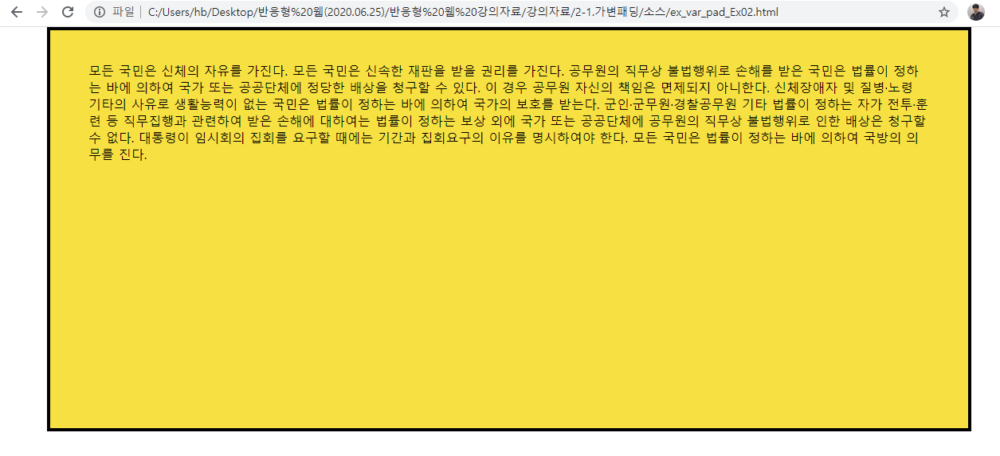 파일 C:/Users/hb/Desktop/반응형%20웹(2020.06.25)/반응형%20웹%20강의자료/강의자료/2-1.가변패딩/소스/ex_var_pad_Ex02.html
모든 국민은 신체의 자유를 가진다. 모든 국민은 신속한 재판을 받을 권리를 가진다. 공무원의 직무상 불법행위로 손해를 받은 국민은 법률이 정하
는 바에 의하여 국가 또는 공공단체에 정당한 배상을 청구할 수 있다. 이 경우 공무원 자신의 책임은 면제되지 아니한다. 신체장애자 및 질병·노령
기타의 사유로 생활능력이 없는 국민은 법률이 정하는 바에 의하여 국가의 보호를 받는다. 군인·군무원·경찰공무원 기타 법률이 정하는 자가 전투·훈
련 등 직무집행과 관련하여 받은 손해에 대하여는 법률이 정하는 보상 외에 국가 또는 공공단체에 공무원의 직무상 불법행위로 인한 배상은 청구할
수 없다. 대통령이 임시회의 집회를 요구할 때에는 기간과 집회요구의 이유를 명시하여야 한다. 모든 국민은 법률이 정하는 바에 의하여 국방의 의
무를 진다.